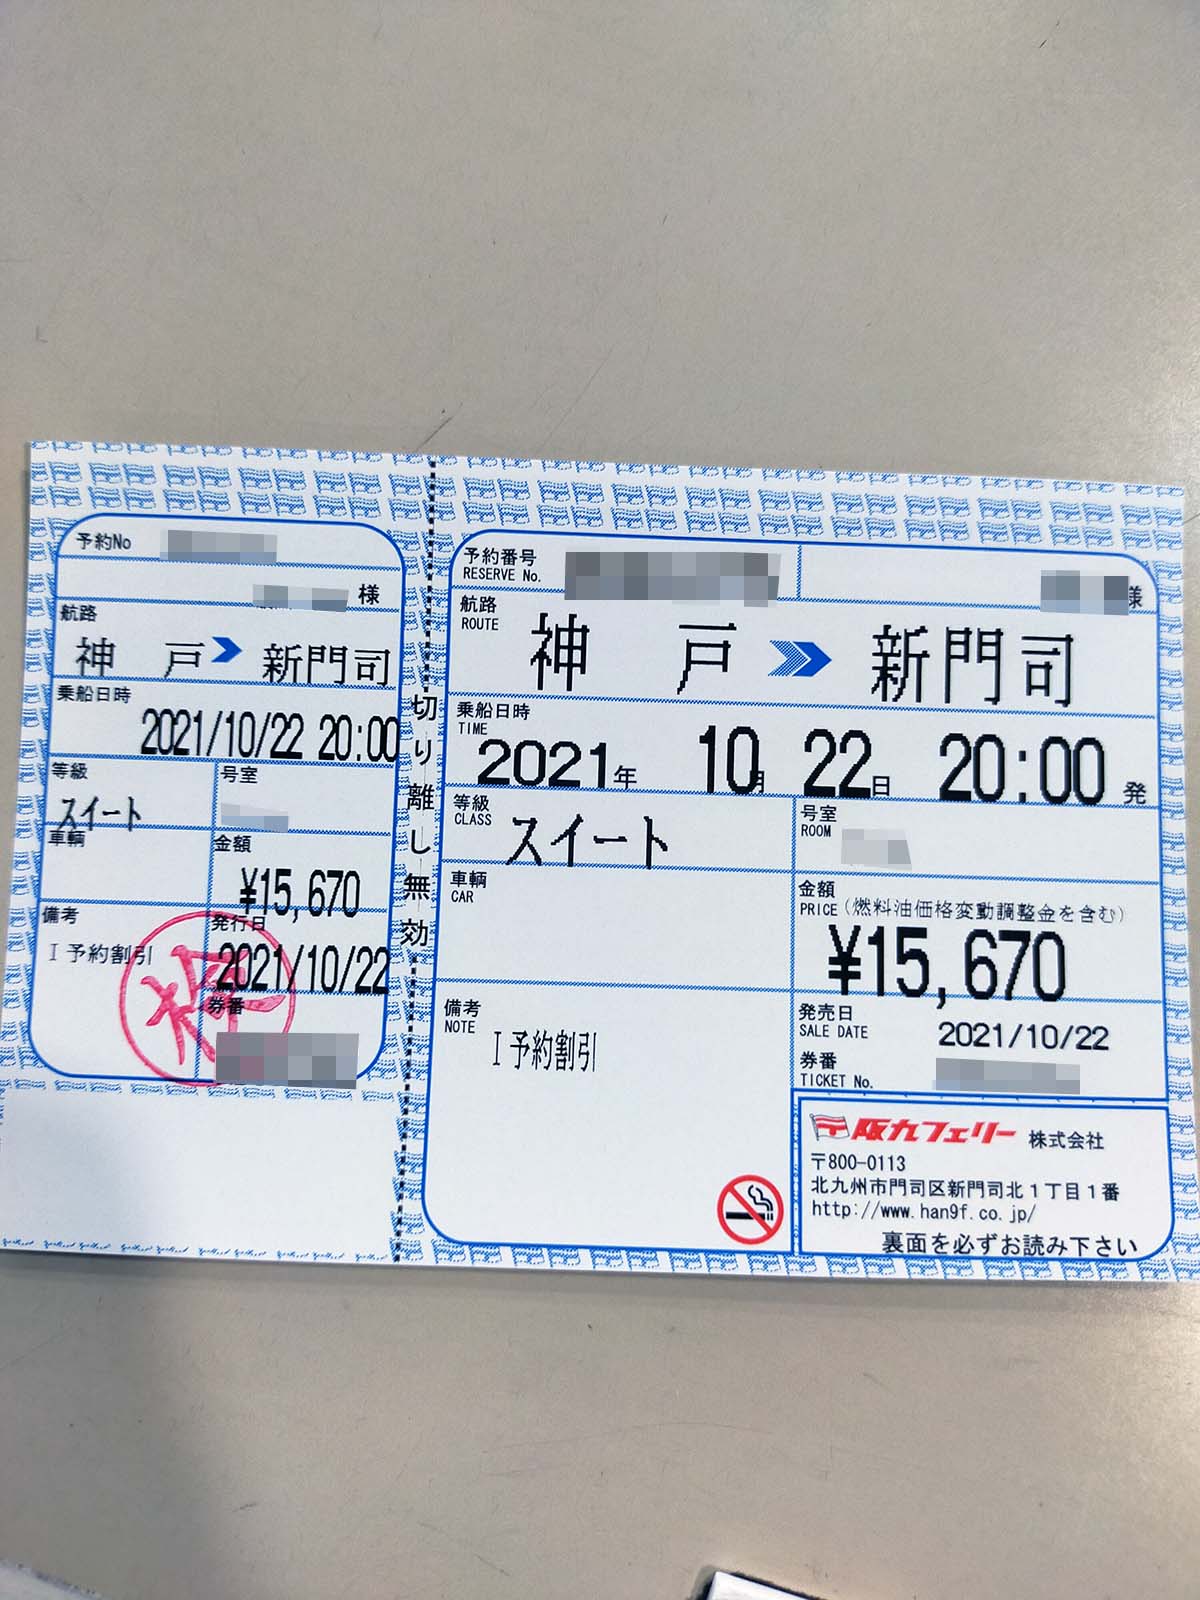 予約No
様
航路
神 戸 新門司
乗船日時
2021/10/22 20:00
等級
スイート
号室
車輌
金額
¥15,670
備考
I予約割引
発行日
2021/10/22
券番
切り離し無効
予約番号
RESERVE No.
様
航路
ROUTE
神 戸 新門司
乗船日時
TIME
2021年 10月 22日 20:00発
等級
CLASS
スイート
号室
ROOM
車輌
CAR
金額
PRICE(燃料油価格変動調整金を含む)
¥15,670
備考
NOTE
I予約割引
発売日
SALE DATE
2021/10/22
券番
TICKET No.
阪九フェリー 株式会社
〒800-0113
北九州市門司区新門司北1丁目1番
http://www.han9f.co.jp/
裏面を必ずお読み下さい